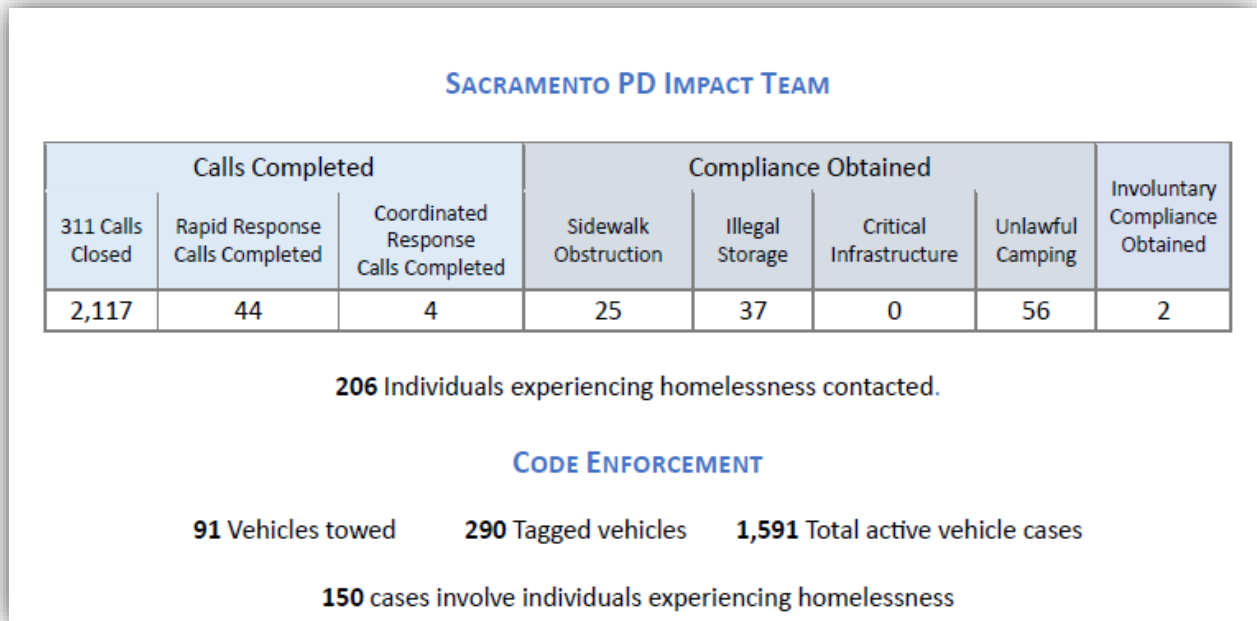 SACRAMENTO PD IMPACT TEAM
Calls Completed Compliance Obtained Involuntary Compliance Obtained
311 Calls Closed Rapid Response Calls Completed Coordinated Response Calls Completed Sidewalk Obstruction Illegal Storage Critical Infrastructure Unlawful Camping
2,117 44 4 25 37 0 56 2
206 Individuals experiencing homelessness contacted.
CODE ENFORCEMENT
91 Vehicles towed 290 Tagged vehicles 1,591 Total active vehicle cases
150 cases involve individuals experiencing homelessness